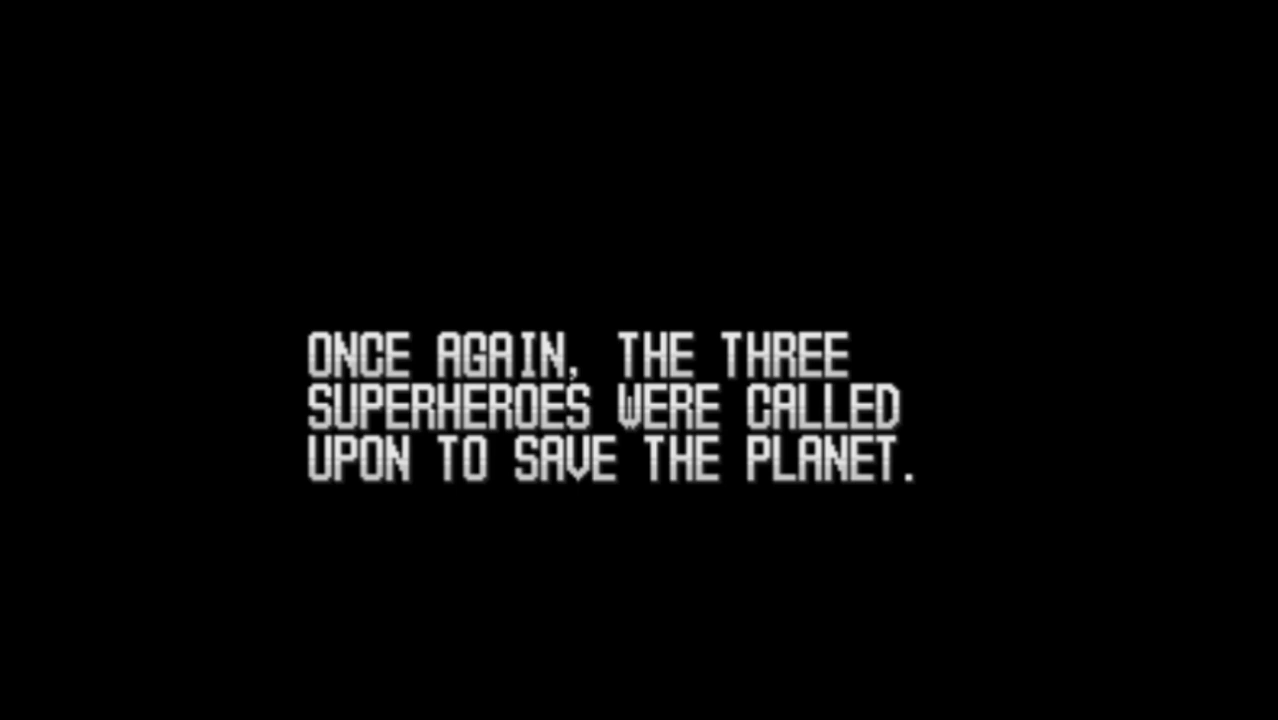 ONCE AGAIN, THE THREE
SUPERHEROES WERE CALLED
UPON TO SAVE THE PLANET.